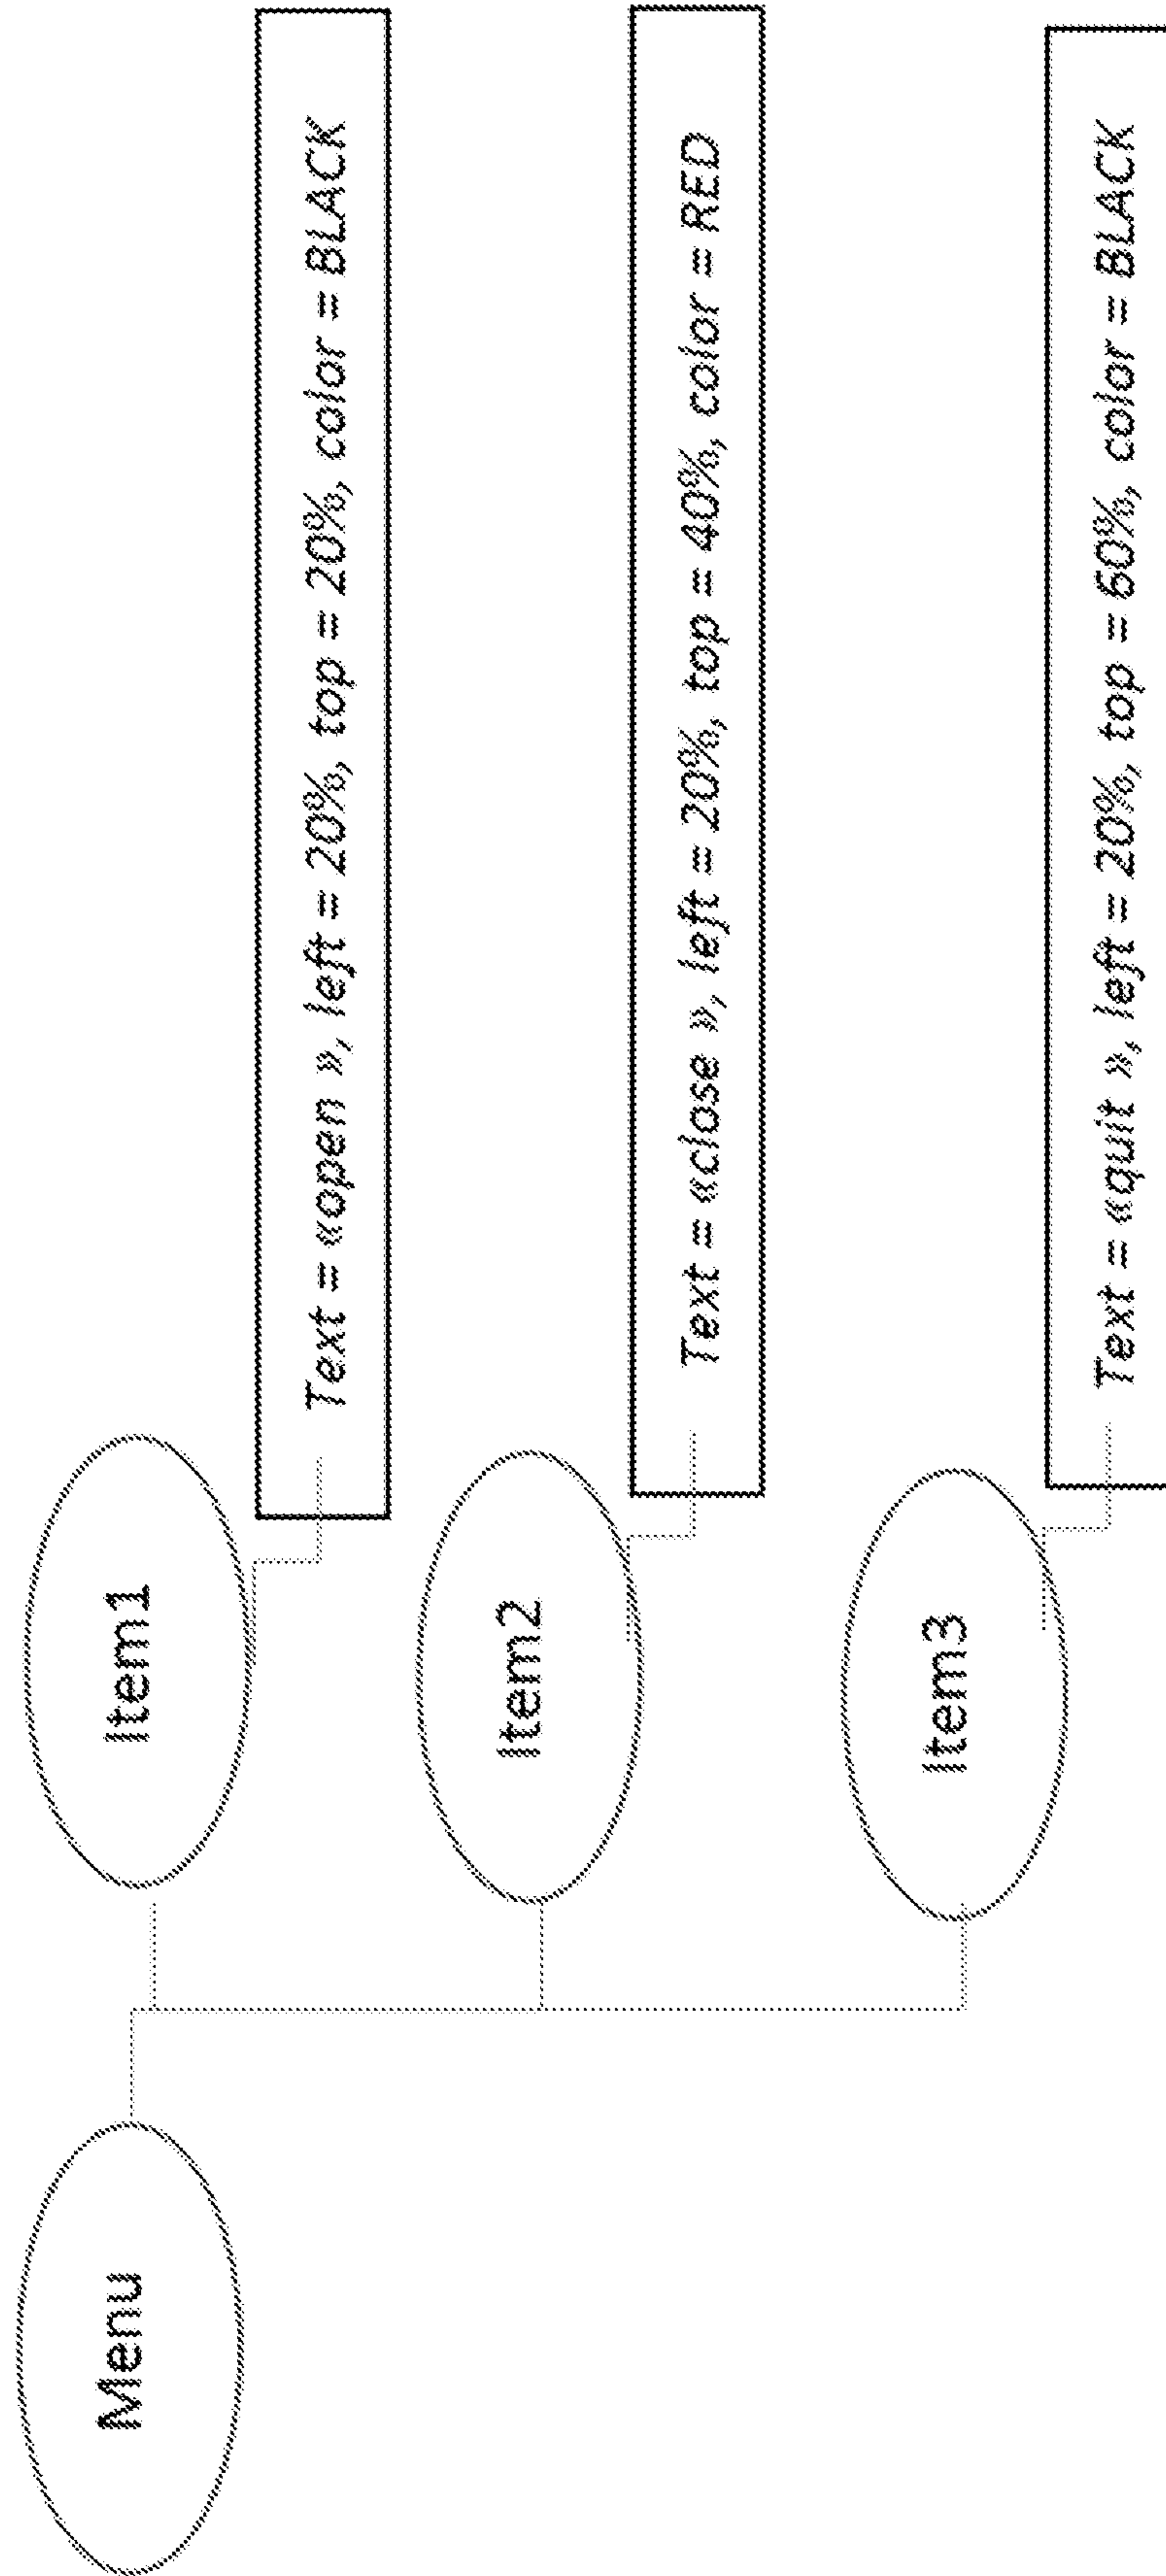 Menu
Item1
Text = «open », left = 20%, top = 20%, color = BLACK
Item2
Text = «close », left = 20%, top = 40%, color = RED
Item3
Text = «quit », left = 20%, top = 60%, color = BLACK